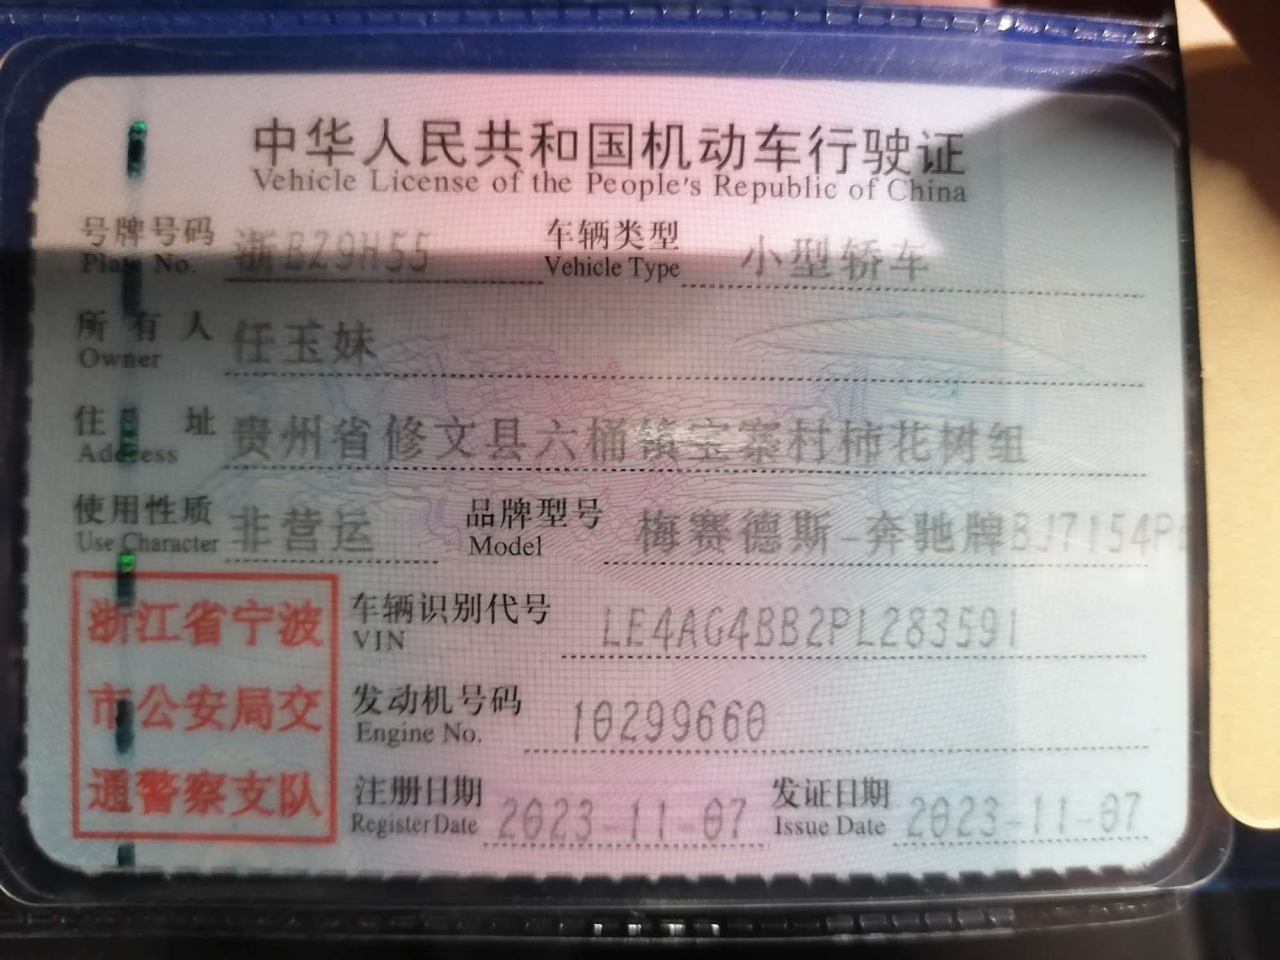 中华人民共和国机动车行驶证
Vehicle License of the People's Republic of China
号牌号码 浙BZ9H55 车辆类型 小型轿车
Plate No. Vehicle Type
所有人 任玉妹
Owner
住址 贵州省修文县六桶镇宝寨村柿花树组
Address
使用性质 非营运 品牌型号 梅赛德斯-奔驰牌BJ7154P
Use Character Model
浙江省宁波
市公安局交
通警察支队
车辆识别代号 LE4AG4BB2PL283591
VIN
发动机号码 10299660
Engine No.
注册日期 2023-11-07 发证日期 2023-11-07
Register Date Issue Date